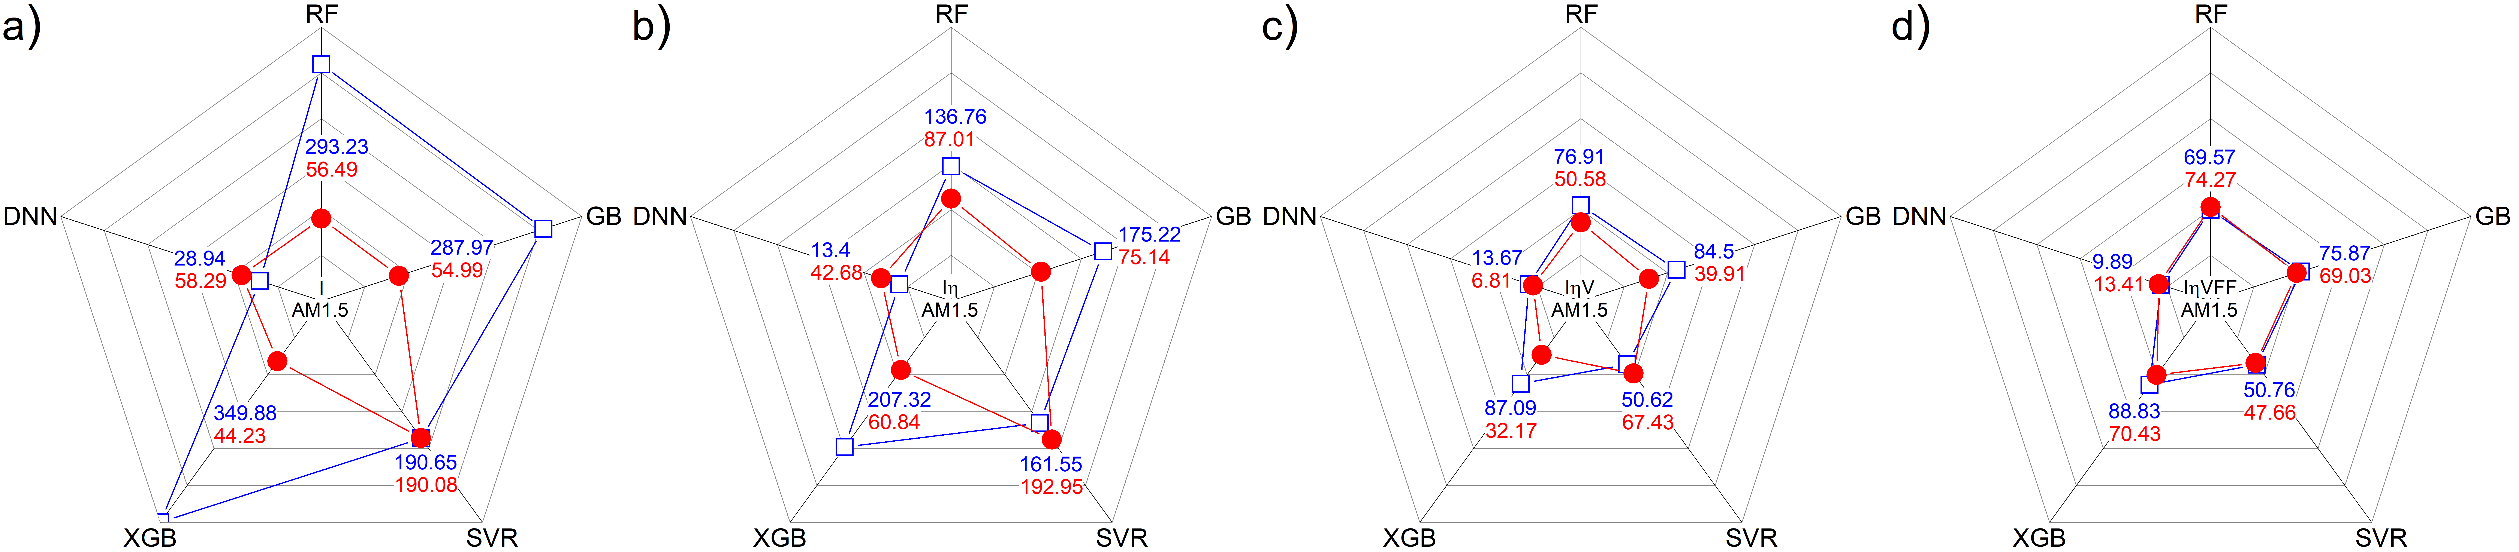 a)
RF
GB
SVR
XGB
DNN
293.23
56.49
287.97
54.99
190.65
190.08
349.88
44.23
28.94
58.29
I
AM1.5
b)
RF
GB
SVR
XGB
DNN
136.76
87.01
175.22
75.14
161.55
192.95
207.32
60.84
13.4
42.68
Iη
AM1.5
c)
RF
GB
SVR
XGB
DNN
76.91
50.58
84.5
39.91
50.62
67.43
87.09
32.17
13.67
6.81
IηV
AM1.5
d)
RF
GB
SVR
XGB
DNN
69.57
74.27
75.87
69.03
50.76
47.66
88.83
70.43
9.89
13.41
IηVFF
AM1.5